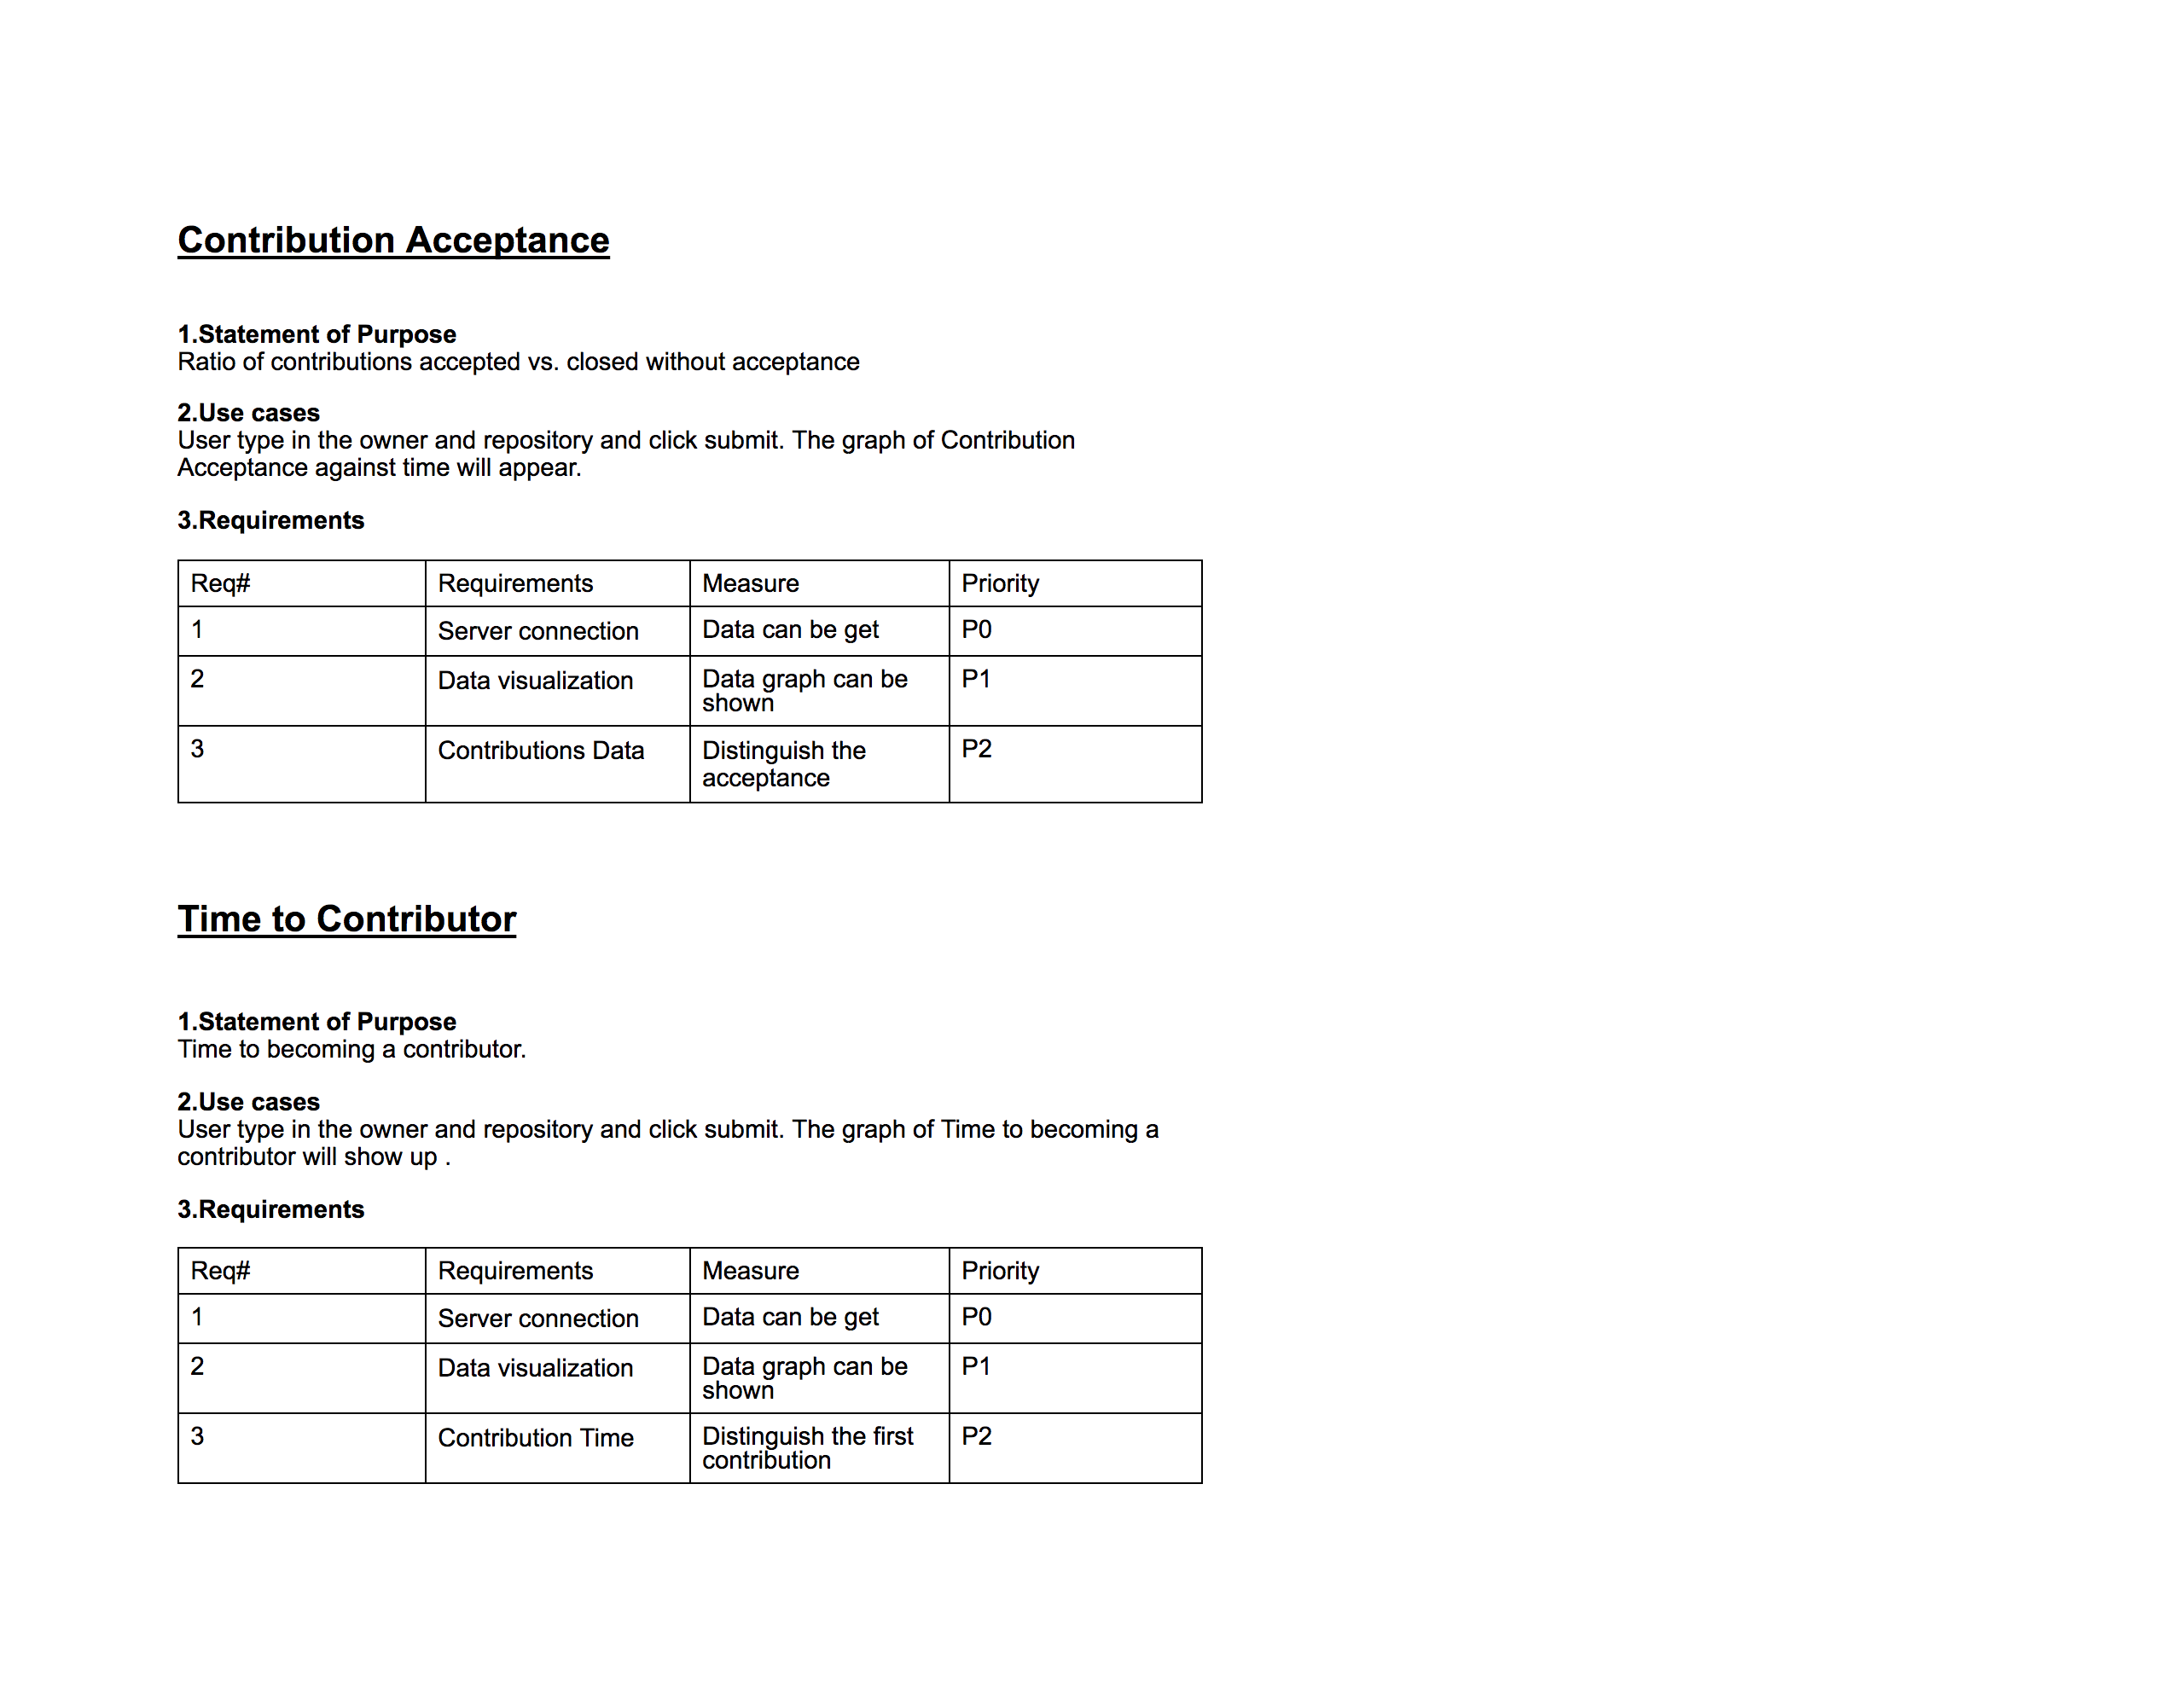 Contribution Acceptance
1.Statement of Purpose
Ratio of contributions accepted vs. closed without acceptance
2.Use cases
User type in the owner and repository and click submit. The graph of Contribution
Acceptance against time will appear.
3.Requirements
Req# Requirements Measure Priority
1 Server connection Data can be get P0
2 Data visualization Data graph can be P1
shown
3 Contributions Data Distinguish the P2
acceptance
Time to Contributor
1.Statement of Purpose
Time to becoming a contributor.
2.Use cases
User type in the owner and repository and click submit. The graph of Time to becoming a
contributor will show up .
3.Requirements
Req# Requirements Measure Priority
1 Server connection Data can be get P0
2 Data visualization Data graph can be P1
shown
3 Contribution Time Distinguish the first P2
contribution